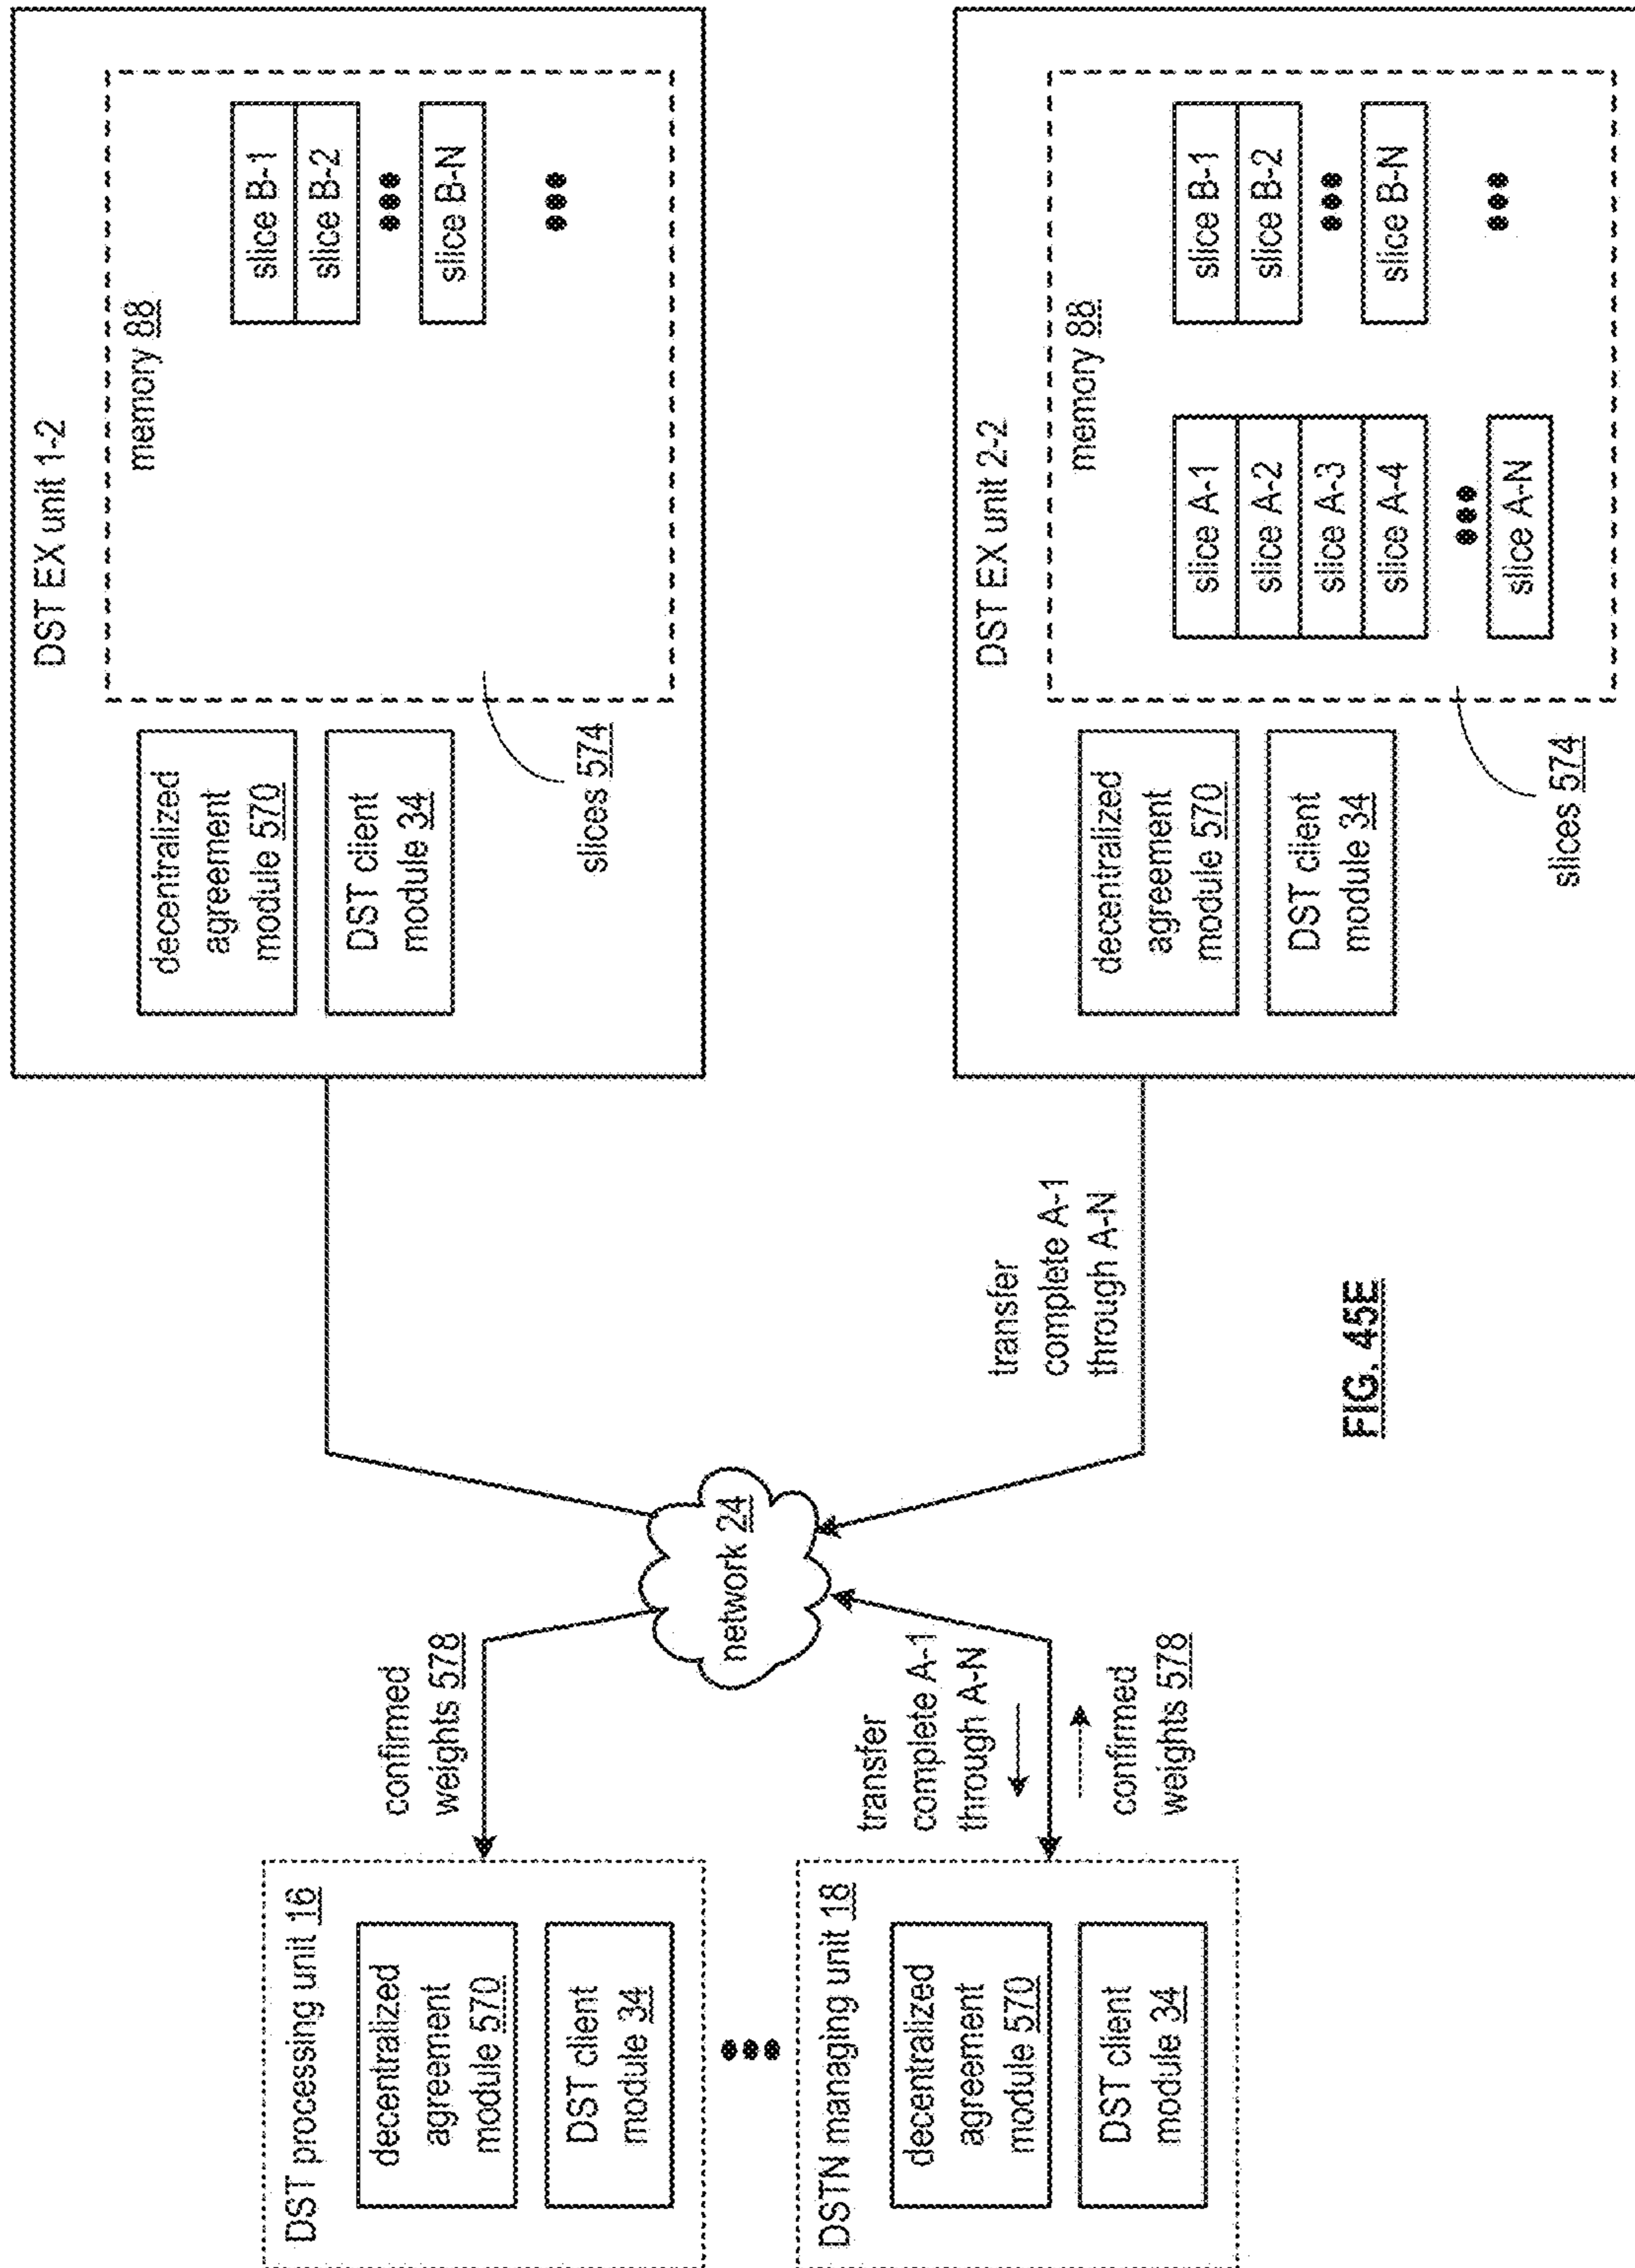 DST processing unit 16
decentralized
agreement
module 570
DST client
module 34
DSTN managing unit 18
decentralized
agreement
module 570
DST client
module 34
confirmed
weights 578
transfer
complete A-1
through A-N
confirmed
weights 578
network 24
transfer
complete A-1
through A-N
DST EX unit 1-2
decentralized
agreement
module 570
DST client
module 34
slices 574
memory 88
slice B-1
slice B-2
slice B-N
DST EX unit 2-2
decentralized
agreement
module 570
DST client
module 34
slices 574
memory 88
slice A-1
slice A-2
slice A-3
slice A-4
slice A-N
slice B-1
slice B-2
slice B-N
FIG. 45E